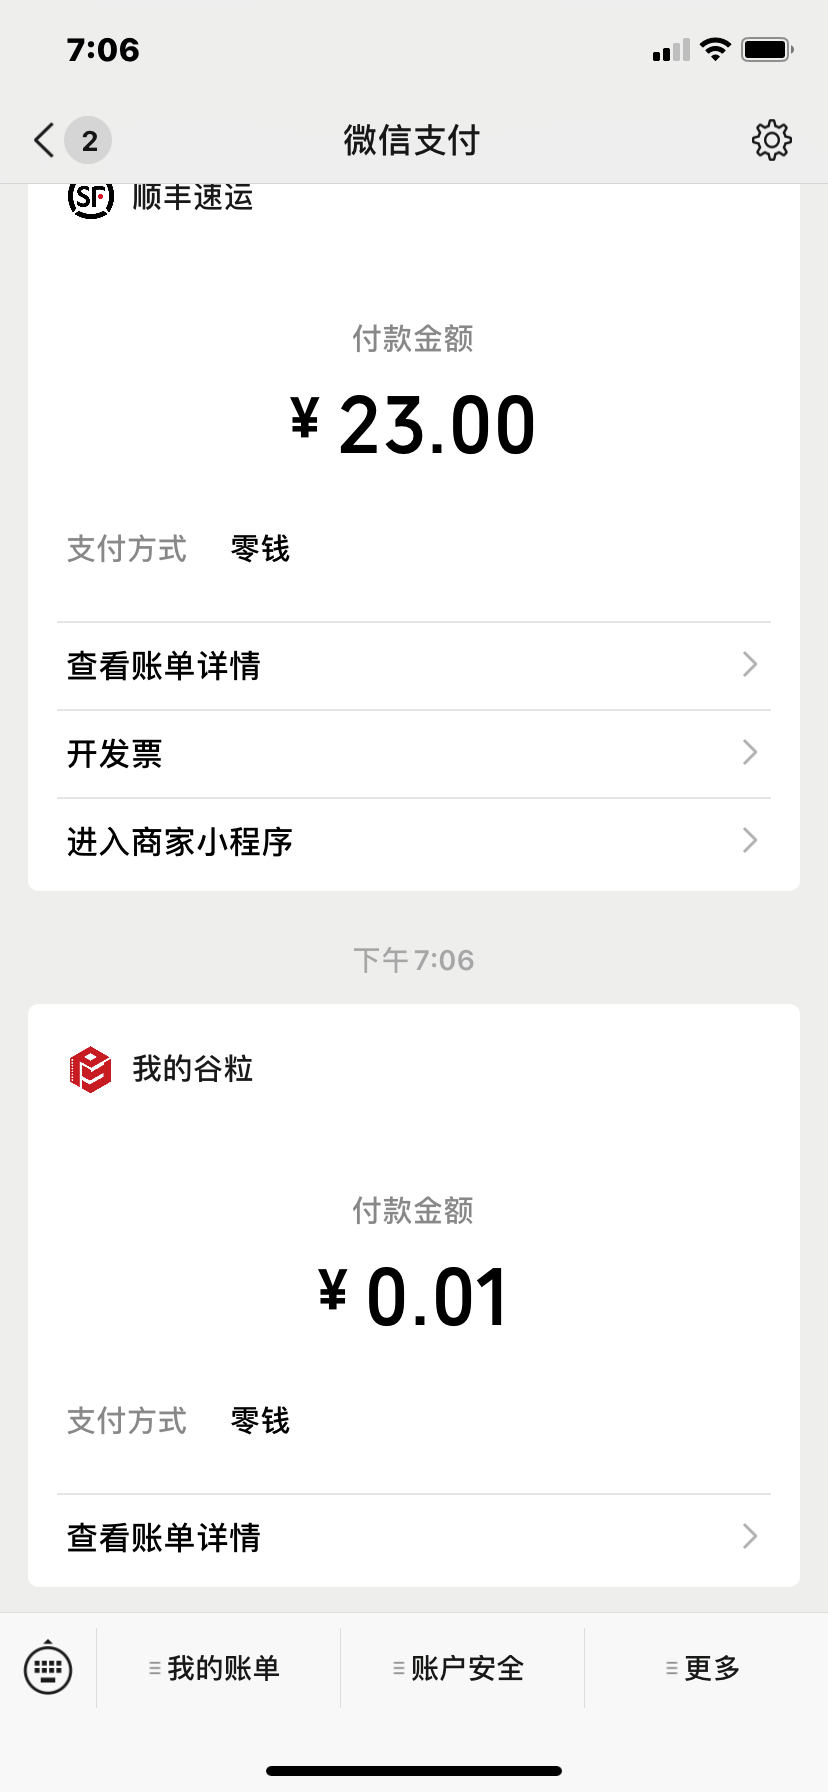 7:06
2
微信支付
SF
顺丰速运
付款金额
¥ 23.00
支付方式 零钱
查看账单详情
开发票
进入商家小程序
下午7:06
我的谷粒
付款金额
¥ 0.01
支付方式 零钱
查看账单详情
我的账单 账户安全 更多